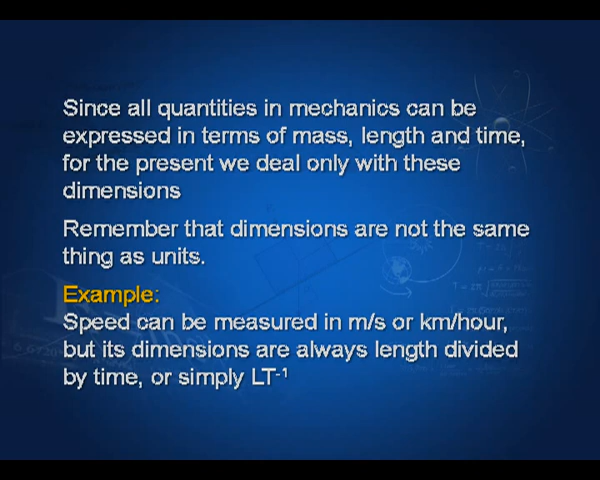 Since all quantities in mechanics can be
expressed in terms of mass, length and time,
for the present we deal only with these
dimensions
Remember that dimensions are not the same
thing as units.
Example:
Speed can be measured in m/s or km/hour,
but its dimensions are always length divided
by time, or simply LT⁻¹